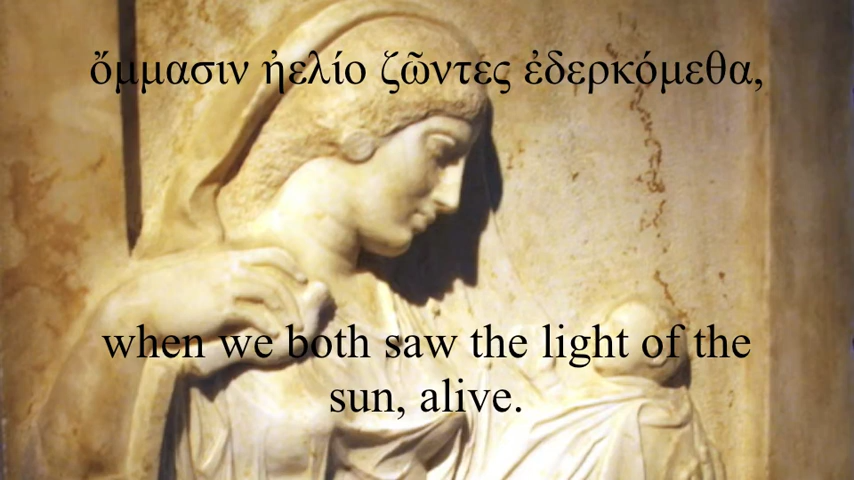 ὄμμασιν ἠελίο ζῶντες ἐδερκόμεθα,
when we both saw the light of the
sun, alive.